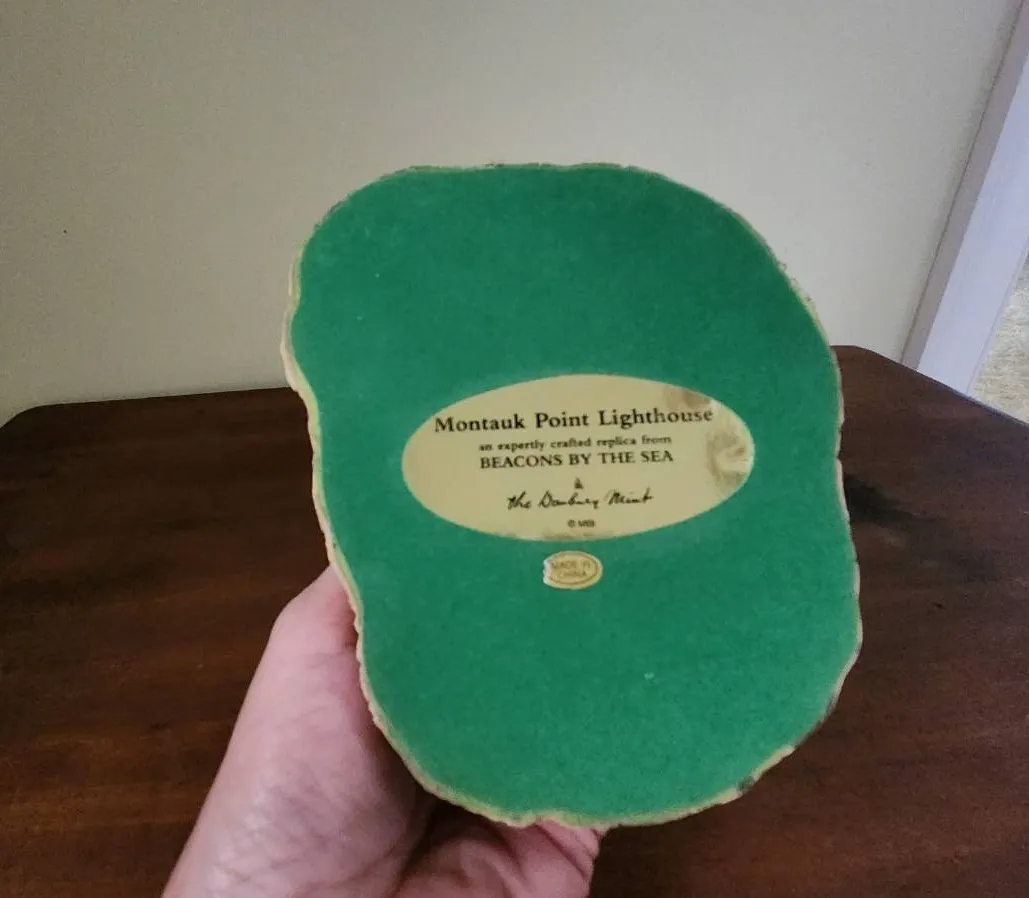 Montauk Point Lighthouse
an expertly crafted replica from
BEACONS BY THE SEA
&
the Danbury Mint
©
MADE IN
CHINA